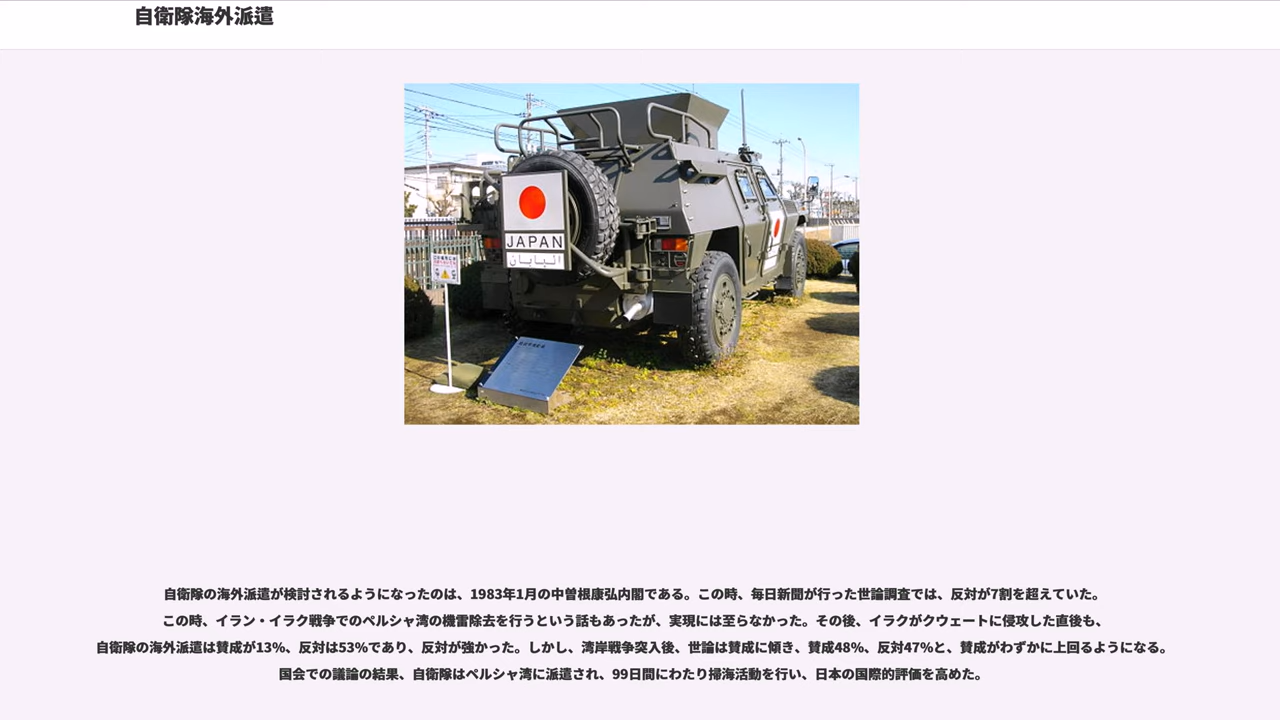 自衛隊海外派遣
JAPAN
اليابان
自衛隊の海外派遣が検討されるようになったのは、1983年1月の中曽根康弘内閣である。この時、毎日新聞が行った世論調査では、反対が7割を超えていた。
この時、イラン・イラク戦争でのペルシャ湾の機雷除去を行うという話もあったが、実現には至らなかった。その後、イラクがクウェートに侵攻した直後も、
自衛隊の海外派遣は賛成が13%、反対は53%であり、反対が強かった。しかし、湾岸戦争突入後、世論は賛成に傾き、賛成48%、反対47%と、賛成がわずかに上回るようになる。
国会での議論の結果、自衛隊はペルシャ湾に派遣され、99日間にわたり掃海活動を行い、日本の国際的評価を高めた。